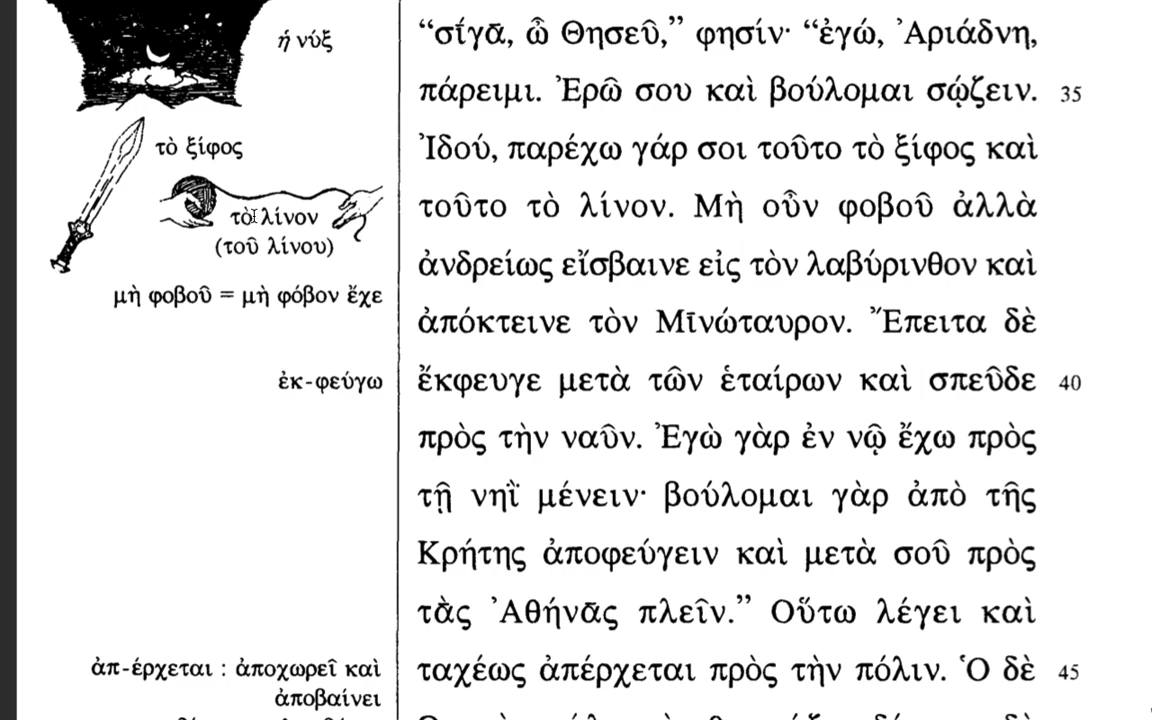 ἡ νύξ
τὸ ξίφος
τὸ λίνον
(τοῦ λίνου)
μὴ φοβοῦ = μὴ φόβον ἔχε
ἐκ-φεύγω
ἀπ-έρχεται : ἀποχωρεῖ καὶ
ἀποβαίνει
“σί́γᾱ, ὦ Θησεῦ,” φησίν· “ἐγώ, Ἀριάδνη,
πάρειμι. Ἐρῶ σου καὶ βούλομαι σῴζειν. 35
Ἰδού, παρέχω γάρ σοι τοῦτο τὸ ξίφος καὶ
τοῦτο τὸ λίνον. Μὴ οὖν φοβοῦ ἀλλὰ
ἀνδρείως εἴσβαινε εἰς τὸν λαβύρινθον καὶ
ἀπόκτεινε τὸν Μῑνώταυρον. Ἔπειτα δὲ
ἔκφευγε μετὰ τῶν ἑταίρων καὶ σπεῦδε 40
πρὸς τὴν ναῦν. Ἐγὼ γὰρ ἐν νῷ ἔχω πρὸς
τῇ νηῒ μένειν· βούλομαι γὰρ ἀπὸ τῆς
Κρήτης ἀποφεύγειν καὶ μετὰ σοῦ πρὸς
τᾱ̀ς Ἀθήνᾱς πλεῖν.” Οὕτω λέγει καὶ
ταχέως ἀπέρχεται πρὸς τὴν πόλιν. Ὁ δὲ 45